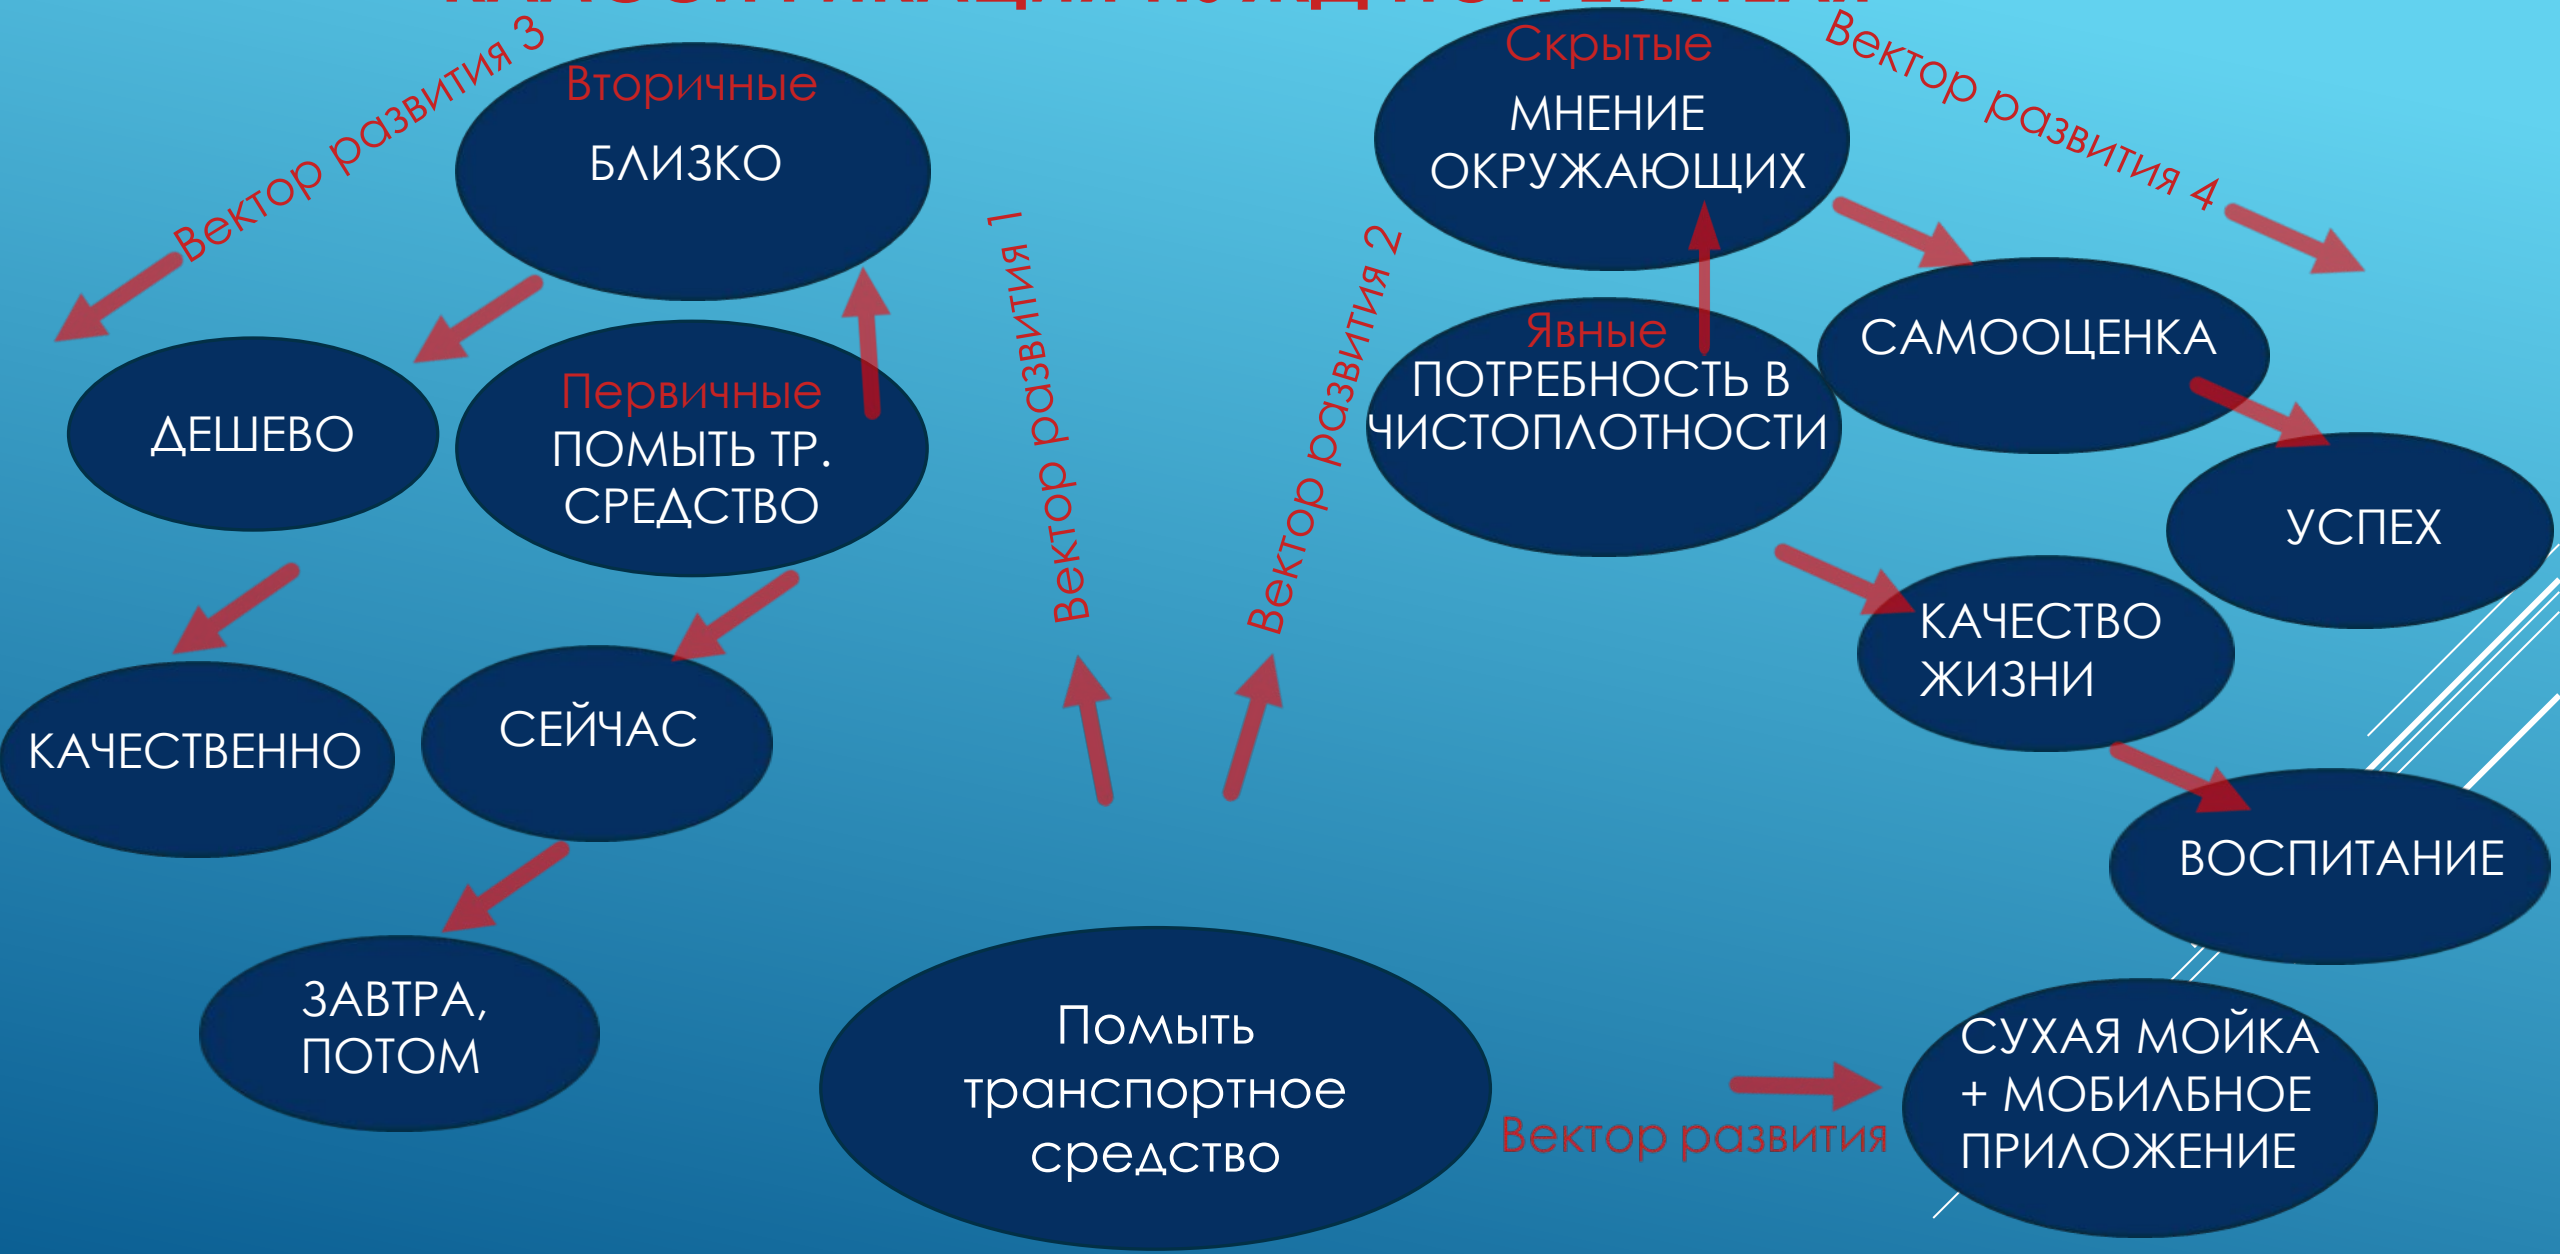 Вектор развития 3
Вторичные
БЛИЗКО
ДЕШЕВО
Первичные
ПОМЫТЬ ТР.
СРЕДСТВО
КАЧЕСТВЕННО
СЕЙЧАС
ЗАВТРА,
ПОТОМ
Вектор развития 1
Вектор развития 2
Скрытые
МНЕНИЕ
ОКРУЖАЮЩИХ
Вектор развития 4
Явные
ПОТРЕБНОСТЬ В
ЧИСТОПЛОТНОСТИ
САМООЦЕНКА
УСПЕХ
КАЧЕСТВО
ЖИЗНИ
ВОСПИТАНИЕ
Помыть
транспортное
средство
Вектор развития
СУХАЯ МОЙКА
+ МОБИЛБНОЕ
ПРИЛОЖЕНИЕ